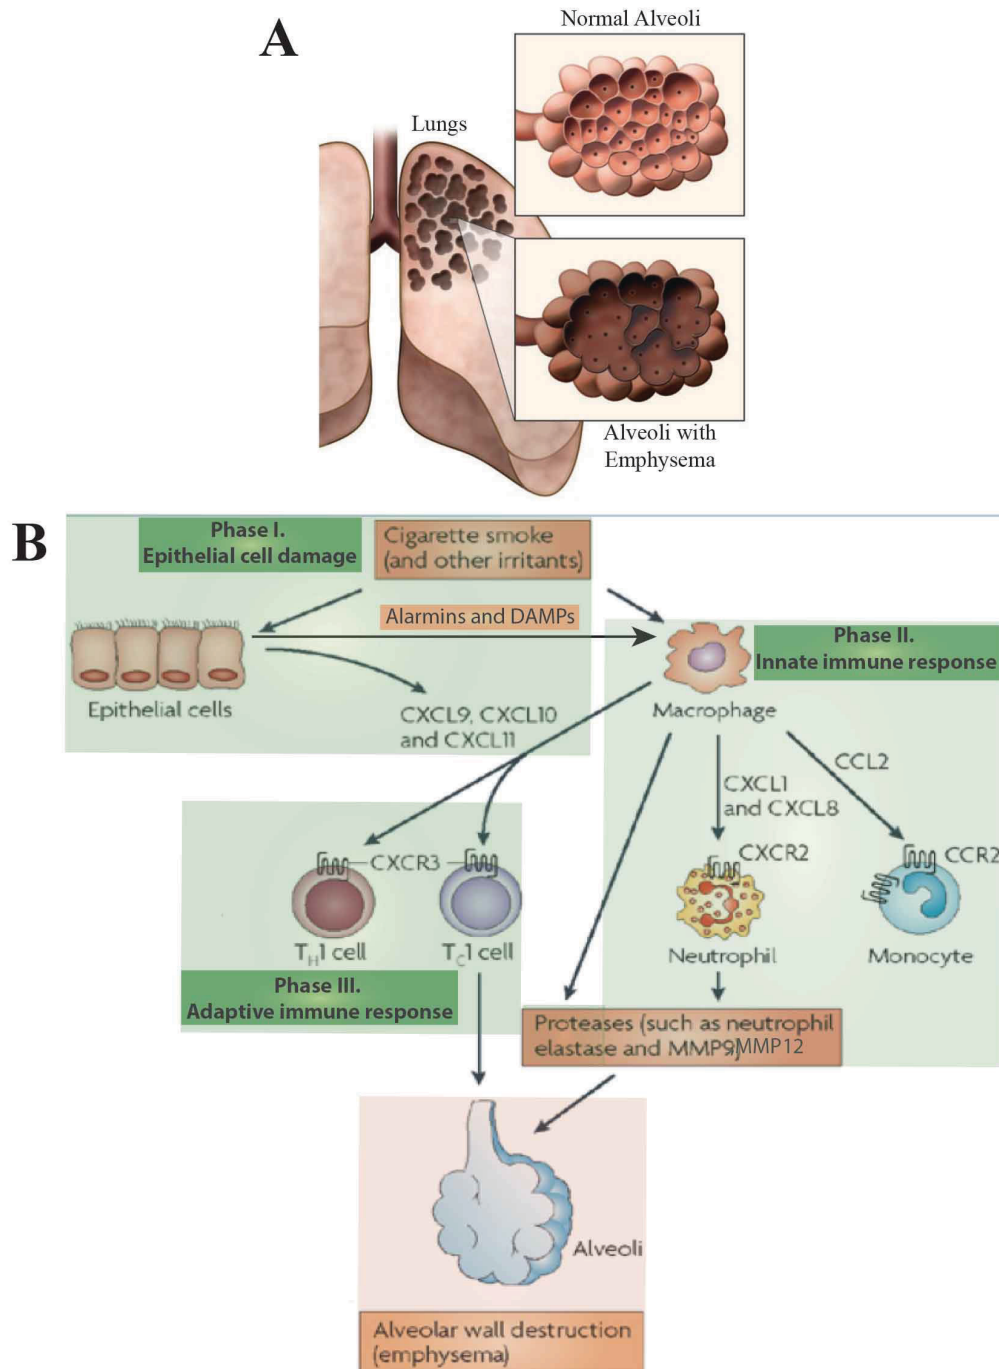 A
Normal Alveoli
Lungs
Alveoli with
Emphysema
B
Phase I.
Epithelial cell damage
Cigarette smoke
(and other irritants)
Alarmins and DAMPs
Phase II.
Innate immune response
Epithelial cells
Macrophage
CXCL9, CXCL10
and CXCL11
CCL2
CXCL1
and CXCL8
CXCR3
CXCR2
CCR2
TH1 cell
TC1 cell
Neutrophil
Monocyte
Phase III.
Adaptive immune response
Proteases (such as neutrophil
elastase and MMP9)MMP12
Alveoli
Alveolar wall destruction
(emphysema)